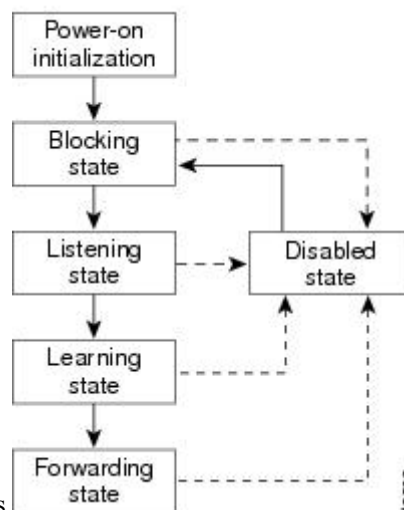 Power-on
initialization
Blocking
state
Listening
state
Disabled
state
Learning
state
Forwarding
state
s